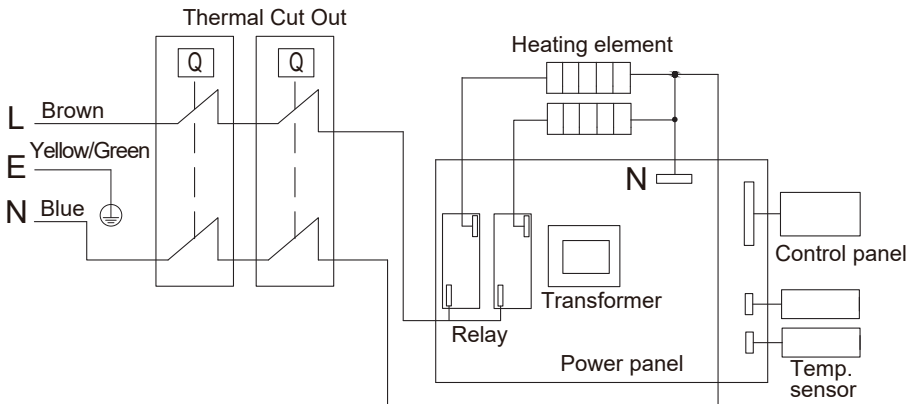 Thermal Cut Out
Q
Q
Heating element
L
Brown
E
Yellow/Green
N
Blue
N
Control panel
Transformer
Relay
Power panel
Temp.
sensor